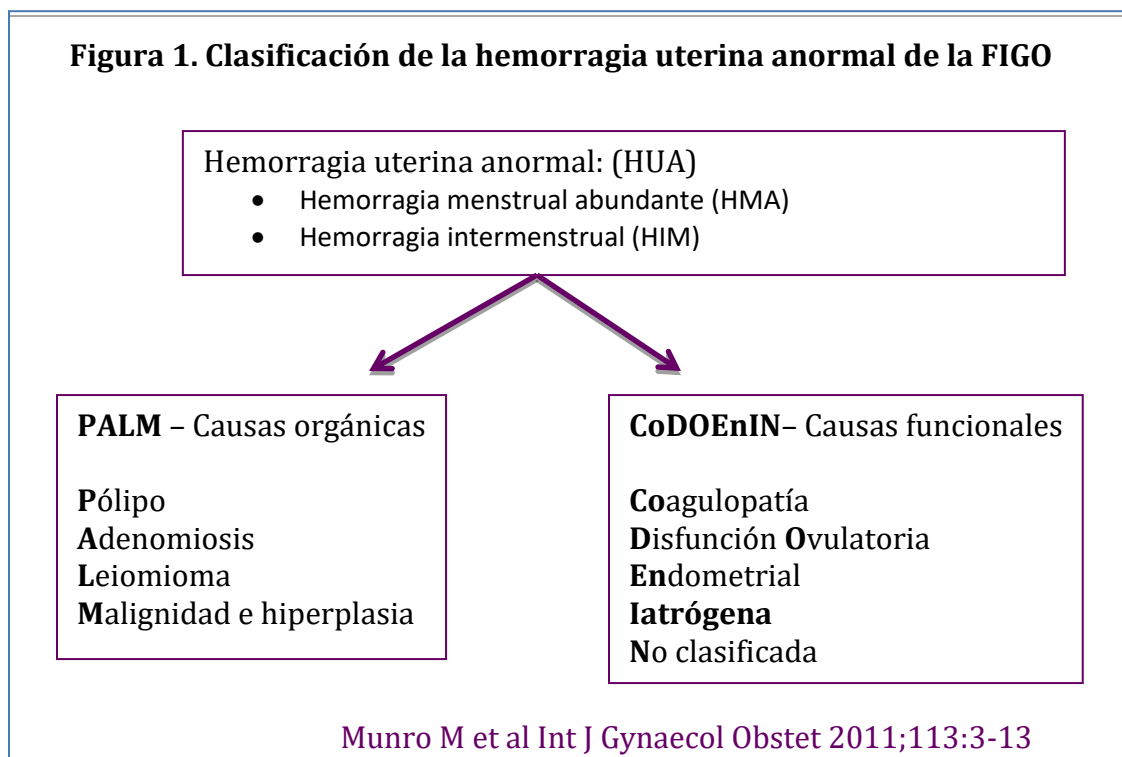 Figura 1. Clasificación de la hemorragia uterina anormal de la FIGO
Hemorragia uterina anormal: (HUA)
• Hemorragia menstrual abundante (HMA)
• Hemorragia intermenstrual (HIM)
PALM – Causas orgánicas
Pólipo
Adenomiosis
Leiomioma
Malignidad e hiperplasia
CoDOEnIN– Causas funcionales
Coagulopatía
Disfunción Ovulatoria
Endometrial
Iatrógena
No clasificada
Munro M et al Int J Gynaecol Obstet 2011;113:3-13